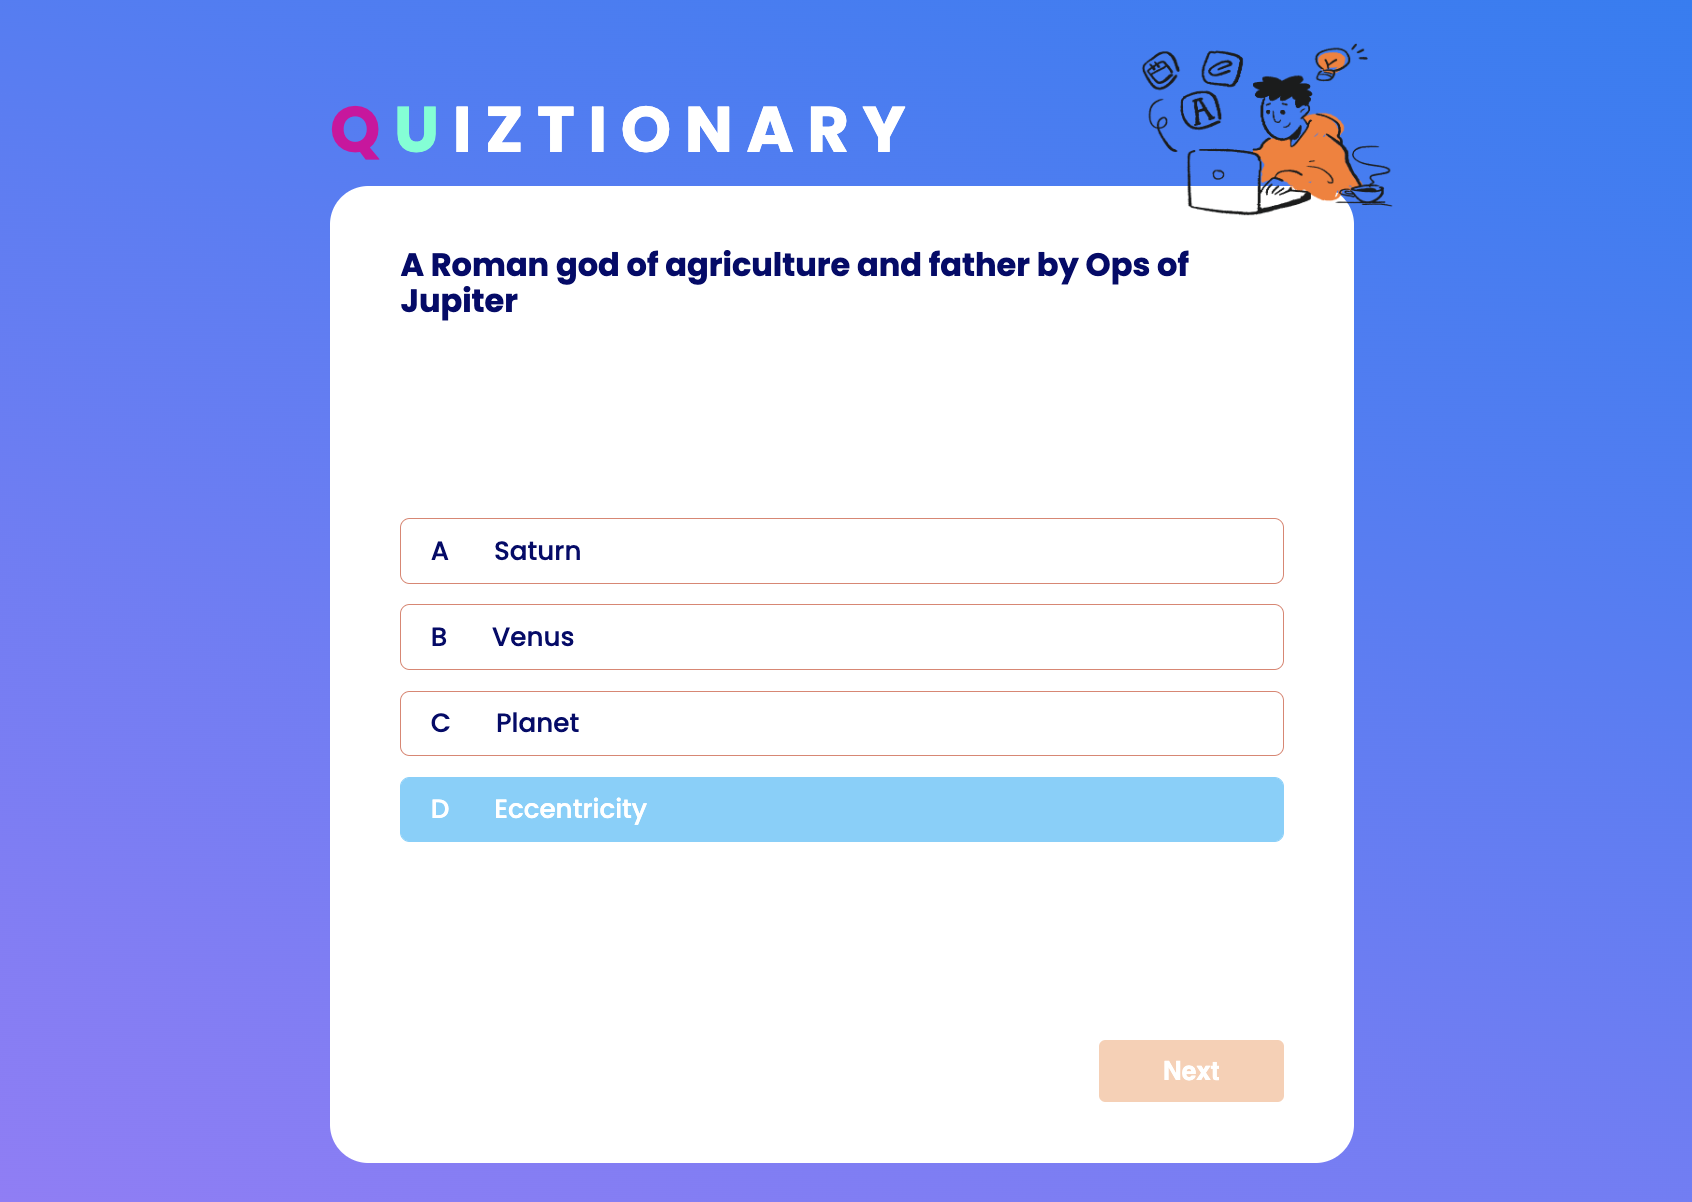 QUIZTIONARY
A
A Roman god of agriculture and father by Ops of
Jupiter
A Saturn
B Venus
C Planet
D Eccentricity
Next